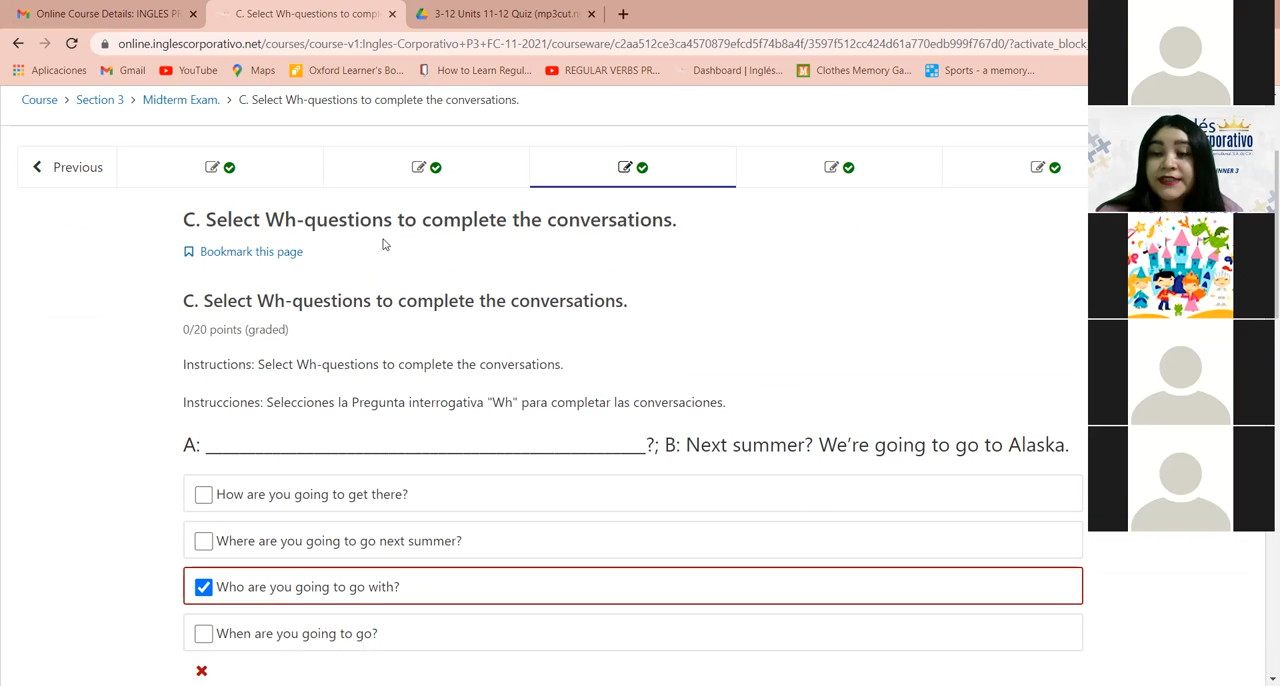 Online Course Details: INGLES PR
C. Select Wh-questions to compl
3-12 Units 11-12 Quiz (mp3cut.n
online.inglescorporativo.net/courses/course-v1:Ingles-Corporativo+P3+FC-11-2021/courseware/c2aa512ce3ca4570879efcd5f74b8a4f/3597f512cc424d61a770edb999f767d0/?activate_block_
Aplicaciones Gmail YouTube Maps Oxford Learner's Bo... How to Learn Regul... REGULAR VERBS PR... Dashboard | Inglés... Clothes Memory Ga... Sports - a memory...
Course > Section 3 > Midterm Exam. > C. Select Wh-questions to complete the conversations.
Previous
C. Select Wh-questions to complete the conversations.
Bookmark this page
C. Select Wh-questions to complete the conversations.
0/20 points (graded)
Instructions: Select Wh-questions to complete the conversations.
Instrucciones: Selecciones la Pregunta interrogativa "Wh" para completar las conversaciones.
A: ________________________________________?; B: Next summer? We're going to go to Alaska.
How are you going to get there?
Where are you going to go next summer?
Who are you going to go with?
When are you going to go?